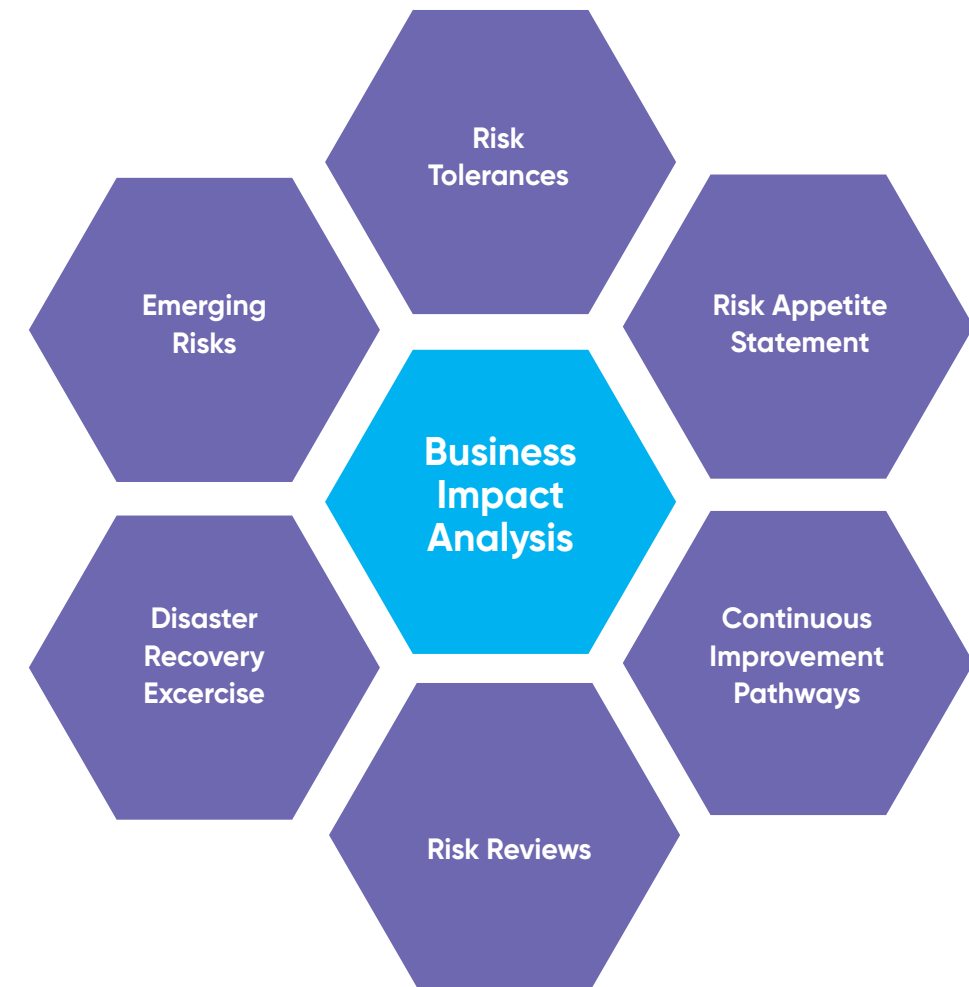 Risk
Tolerances
Emerging
Risks
Risk Appetite
Statement
Business
Impact
Analysis
Disaster
Recovery
Excercise
Continuous
Improvement
Pathways
Risk Reviews